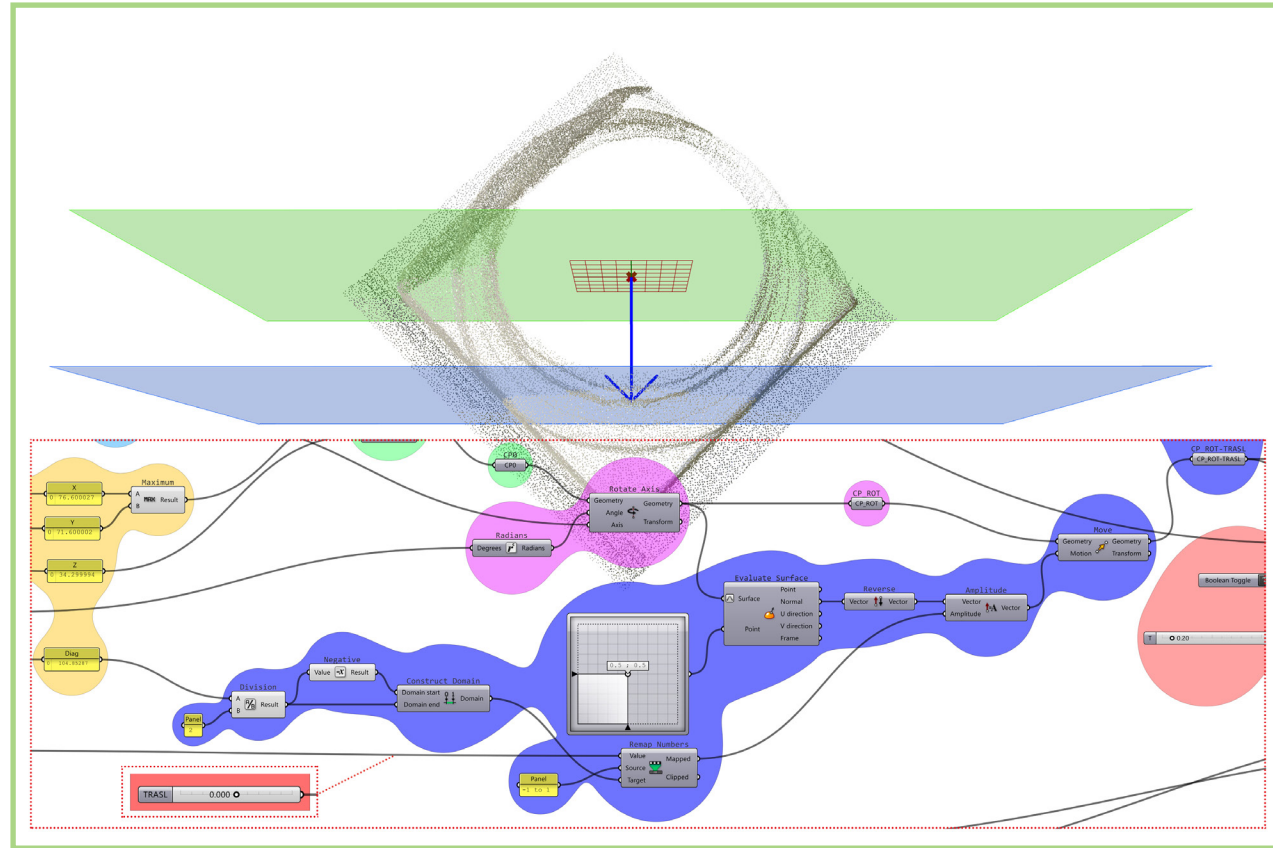 CP0
CP0
Maximum
A
B
MAX
Result
X
0: 76.600027
Y
0: 71.600002
Z
0: 34.299994
Diag
Rotate Axis
Geometry
Angle
Axis
Geometry
Transform
Radians
Degrees
Radians
CP_ROT
CP_ROT
CP ROT-TRASL
CP_ROT-TRASL
Move
Geometry
Motion
Geometry
Transform
Evaluate Surface
Surface
Point
Point
Normal
U direction
V direction
Frame
Reverse
Vector
Vector
Amplitude
Vector
Amplitude
Vector
Boolean Toggle
T
0.20
0.5 ; 0.5
Negative
Value
-x
Result
Construct Domain
Domain start
Domain end
Domain
Division
A
B
Result
Panel
2
Remap Numbers
Value
Source
Target
Mapped
Clipped
Panel
-1 to 1
TRASL
0.000